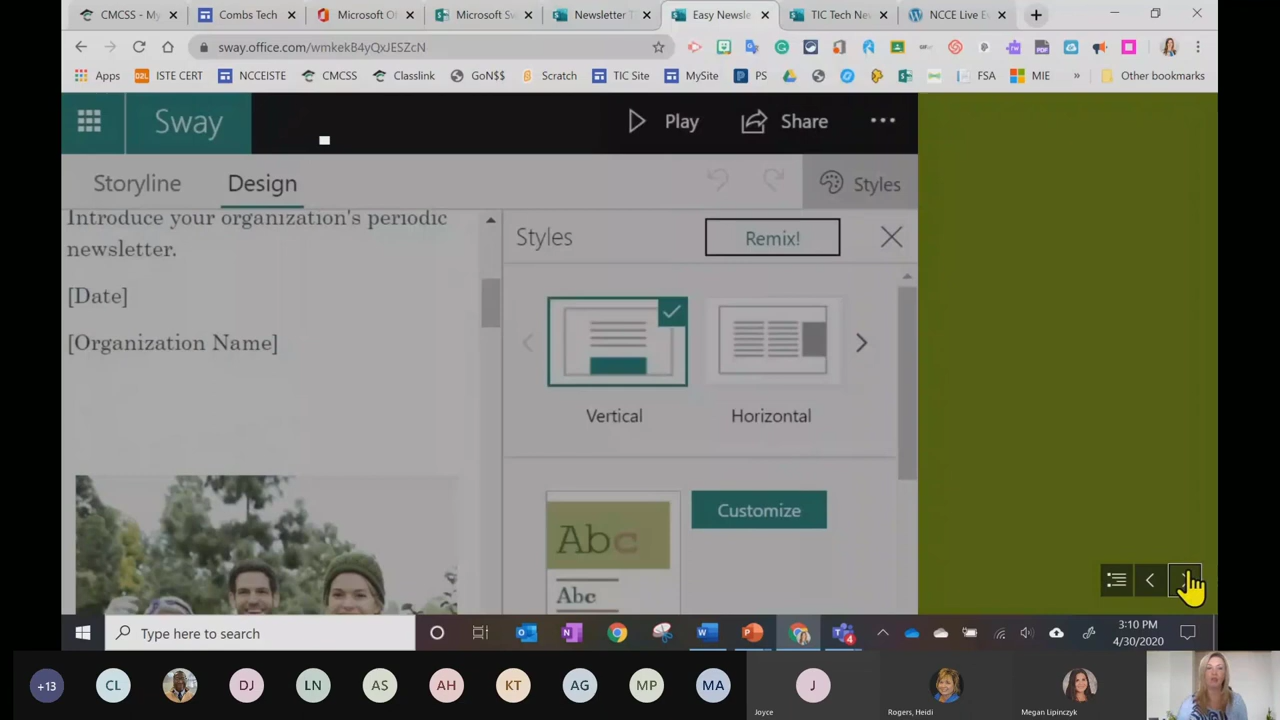 CMCSS - My
Combs Tech
Microsoft Of
Microsoft Sw
Newsletter T
Easy Newsle
TIC Tech New
NCCE Live Ev
sway.office.com/wmkekB4yQxJESZcN
Apps
D2L
ISTE CERT
NCCEISTE
CMCSS
Classlink
GoN$$
Scratch
TIC Site
MySite
PS
FSA
MIE
»
Other bookmarks
Sway
Play
Share
Storyline
Design
Styles
Introduce your organization's periodic
newsletter.
[Date]
[Organization Name]
Styles
Remix!
Vertical
Horizontal
Abc
Abc
Customize
Type here to search
3:10 PM
4/30/2020
+13
CL
DJ
LN
AS
AH
KT
AG
MP
MA
J
Joyce
Rogers, Heidi
Megan Lipinczyk